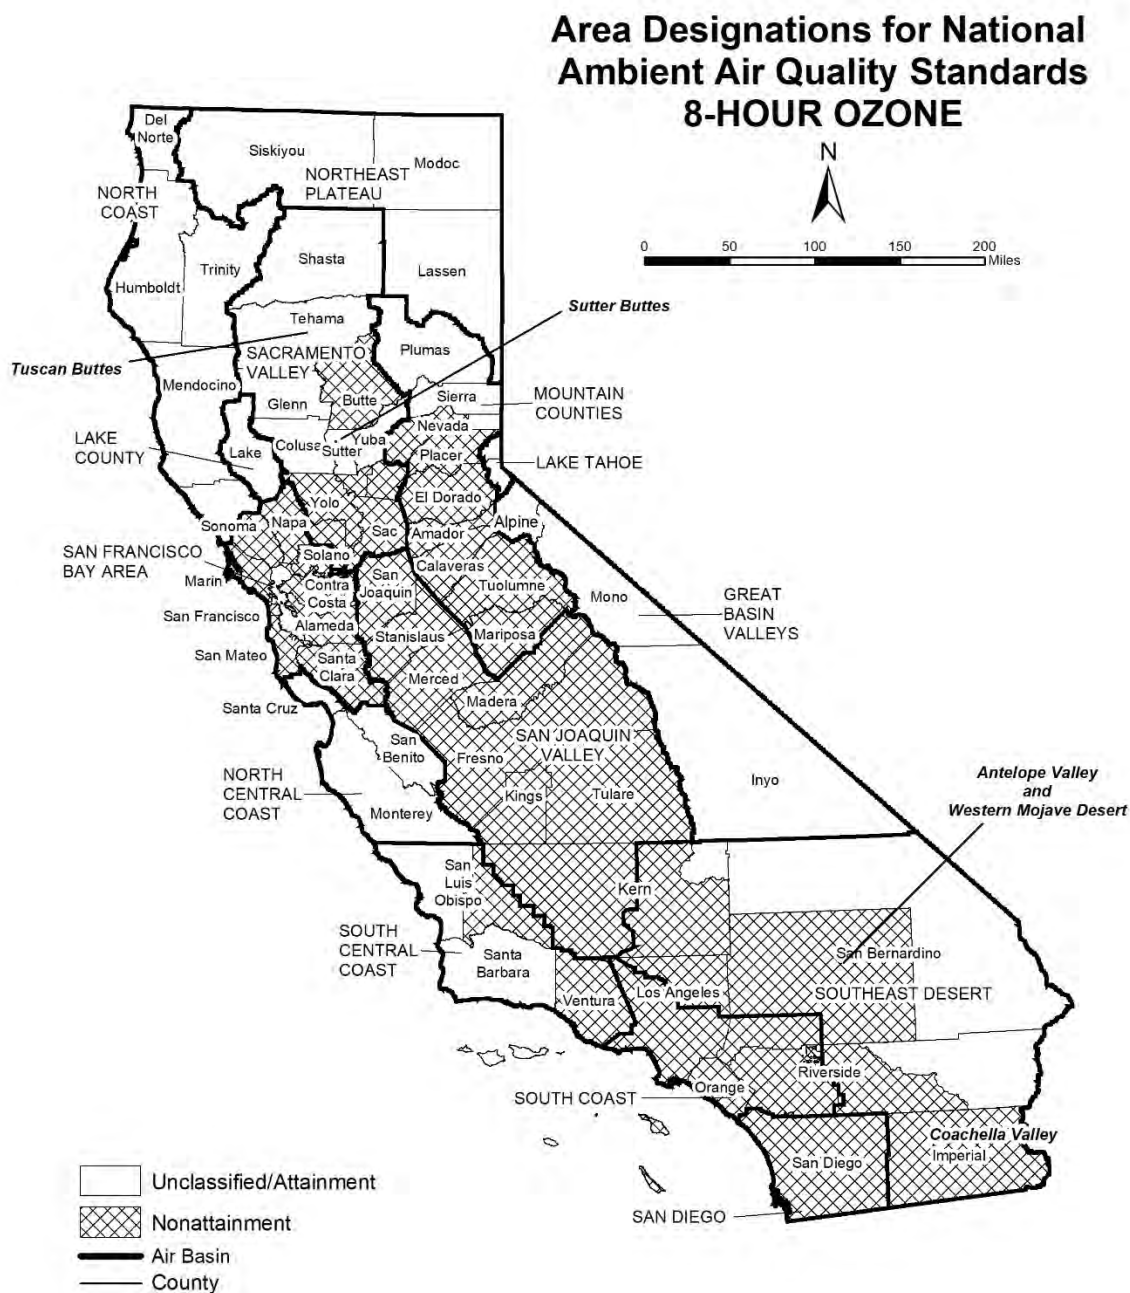 Area Designations for National
Ambient Air Quality Standards
8-HOUR OZONE
N
0 50 100 150 200
Miles
Del
Norte
Siskiyou
Modoc
NORTHEAST
PLATEAU
NORTH
COAST
Shasta
Lassen
Trinity
Humboldt
Sutter Buttes
Tehama
Tuscan Buttes
SACRAMENTO
VALLEY
Plumas
Mendocino
Butte
Sierra
MOUNTAIN
COUNTIES
Glenn
Nevada
LAKE
COUNTY
Lake
Colusa
Sutter
Yuba
Placer
LAKE TAHOE
Yolo
El Dorado
Sonoma
Napa
Sac
Amador
Alpine
SAN FRANCISCO
BAY AREA
Solano
Calaveras
Marin
San
Joaquin
Contra
Costa
Tuolumne
Mono
GREAT
BASIN
VALLEYS
San Francisco
Alameda
Stanislaus
Mariposa
San Mateo
Santa
Clara
Merced
Madera
Santa Cruz
San
Benito
SAN JOAQUIN
VALLEY
Fresno
NORTH
CENTRAL
COAST
Kings
Tulare
Inyo
Antelope Valley
and
Western Mojave Desert
Monterey
San
Luis
Obispo
Kern
SOUTH
CENTRAL
COAST
Santa
Barbara
San Bernardino
Ventura
Los Angeles
SOUTHEAST DESERT
Riverside
Orange
SOUTH COAST
Coachella Valley
Imperial
San Diego
SAN DIEGO
Unclassified/Attainment
Nonattainment
Air Basin
County